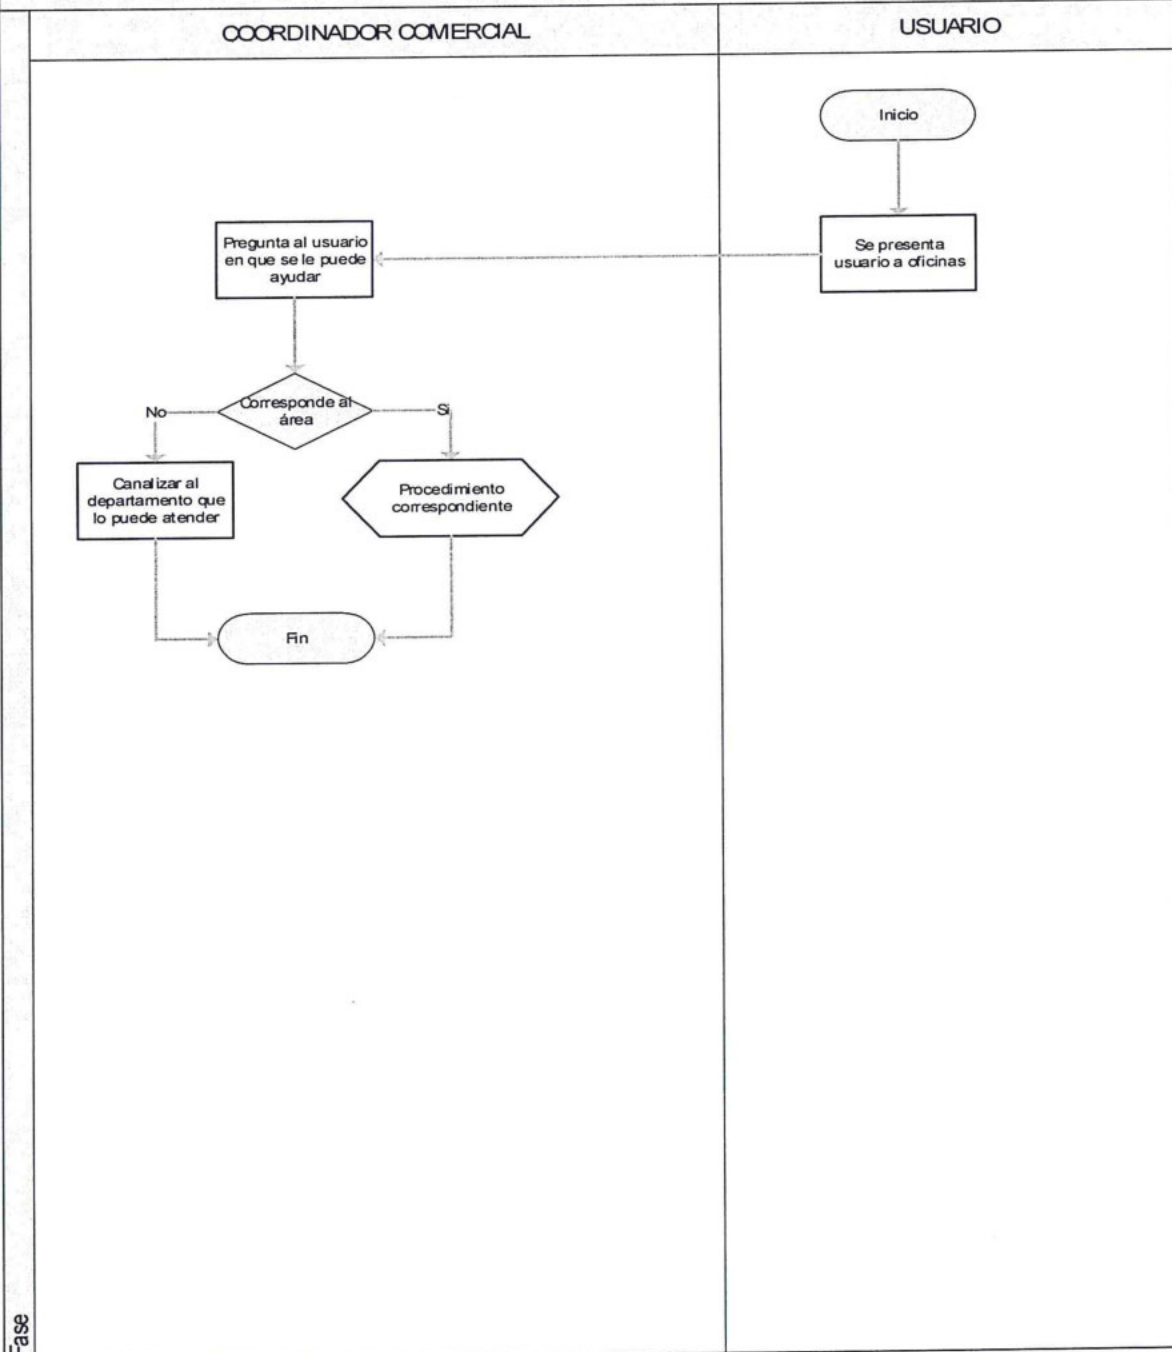 COORDINADOR COMERCIAL
USUARIO
Inicio
Se presenta
usuario a oficinas
Pregunta al usuario
en que se le puede
ayudar
Corresponde al
área
No
Si
Canalizar al
departamento que
lo puede atender
Procedimiento
correspondiente
Fin
Fase